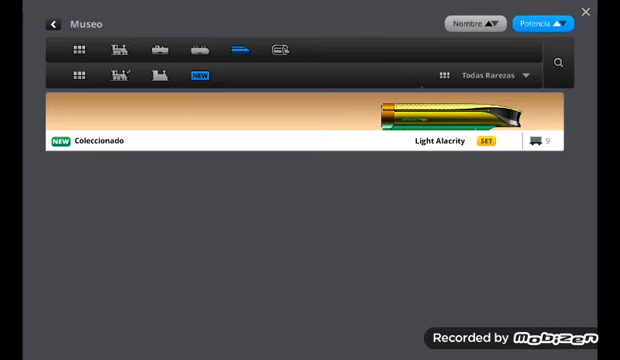 Museo
Nombre
Potencia
NEW
Todas Rarezas
NEW Coleccionado
Light Alacrity SET 9
Recorded by mobizen